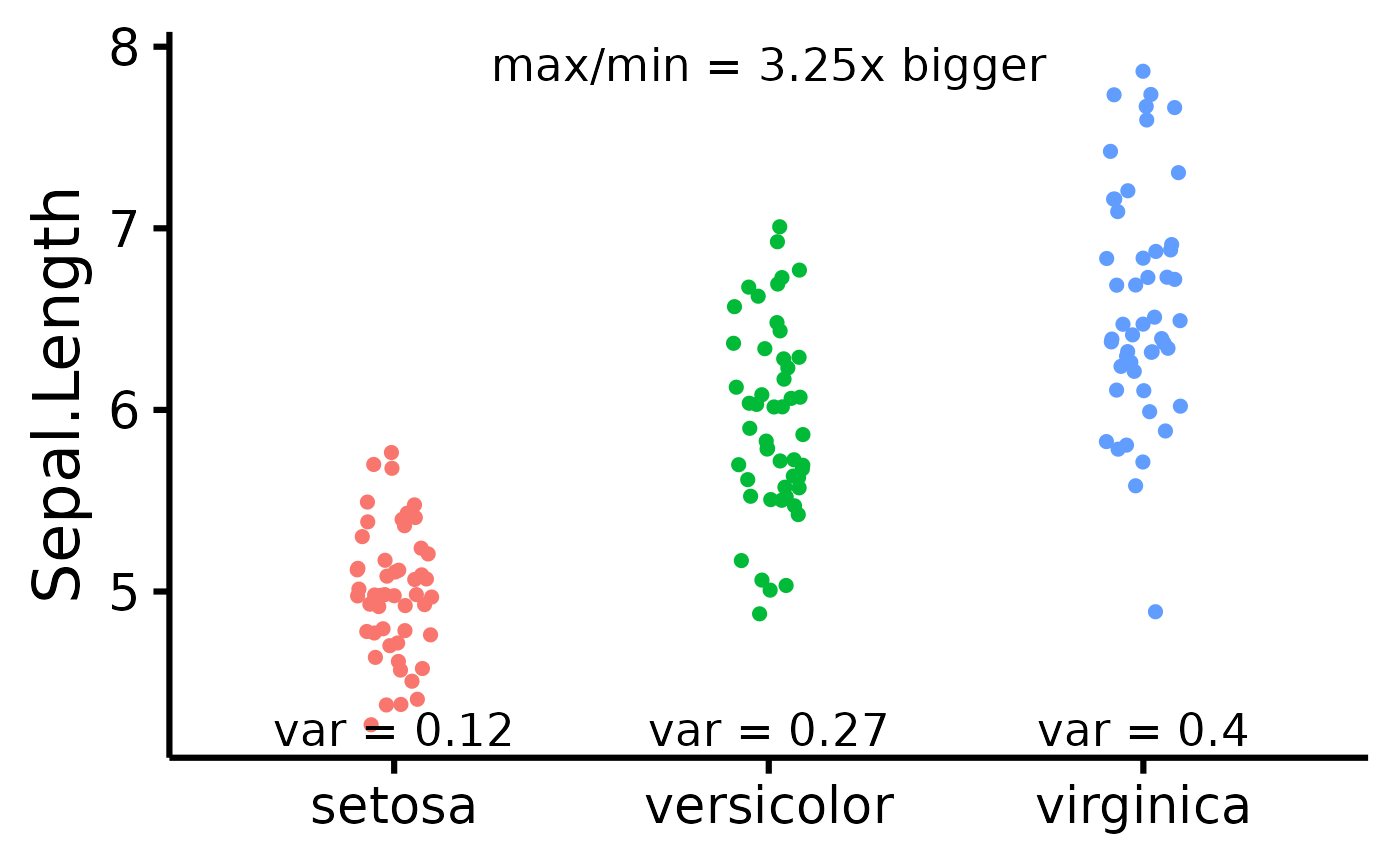 max/min = 3.25x bigger
Sepal.Length
8
7
6
5
var = 0.12
var = 0.27
var = 0.4
setosa
versicolor
virginica